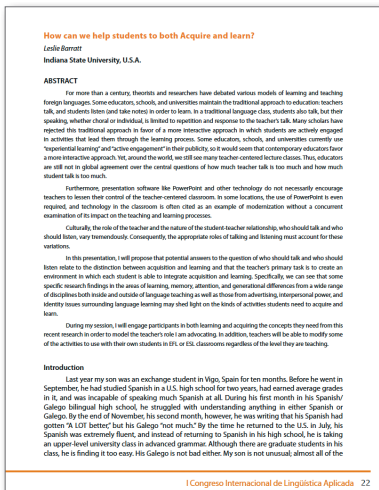 How can we help students to both Acquire and learn?
Leslie Barratt
Indiana State University, U.S.A.
ABSTRACT
For more than a century, theorists and researchers have debated various models of learning and teaching
foreign languages. Some educators, schools, and universities maintain the traditional approach to education: teachers
talk, and students listen (and take notes) in order to learn. In a traditional language class, students also talk, but their
speaking, whether choral or individual, is limited to repetition and response to the teacher's talk. Many scholars have
rejected this traditional approach in favor of a more interactive approach in which students are actively engaged
in activities that lead them through the learning process. Some educators, schools, and universities currently use
"experiential learning" and "active engagement" in their publicity, so it would seem that contemporary educators favor
a more interactive approach. Yet, around the world, we still see many teacher-centered lecture classes. Thus, educators
are still not in global agreement over the central questions of how much teacher talk is too much and how much
student talk is too much.
Furthermore, presentation software like PowerPoint and other technology do not necessarily encourage
teachers to lessen their control of the teacher-centered classroom. In some locations, the use of PowerPoint is even
required, and technology in the classroom is often cited as an example of modernization without a concurrent
examination of its impact on the teaching and learning processes.
Culturally, the role of the teacher and the nature of the student-teacher relationship, who should talk and who
should listen, vary tremendously. Consequently, the appropriate roles of talking and listening must account for these
variations.
In this presentation, I will propose that potential answers to the question of who should talk and who should
listen relate to the distinction between acquisition and learning and that the teacher's primary task is to create an
environment in which each student is able to integrate acquisition and learning. Specifically, we can see that some
specific research findings in the areas of learning, memory, attention, and generational differences from a wide range
of disciplines both inside and outside of language teaching as well as those from advertising, interpersonal power, and
identity issues surrounding language learning may shed light on the kinds of activities students need to acquire and
learn.
During my session, I will engage participants in both learning and acquiring the concepts they need from this
recent research in order to model the teacher's role I am advocating. In addition, teachers will be able to modify some
of the activities to use with their own students in EFL or ESL classrooms regardless of the level they are teaching.
Introduction
Last year my son was an exchange student in Vigo, Spain for ten months. Before he went in
September, he had studied Spanish in a U.S. high school for two years, had earned average grades
in it, and was incapable of speaking much Spanish at all. During his first month in his Spanish/
Galego bilingual high school, he struggled with understanding anything in either Spanish or
Galego. By the end of November, his second month, however, he was writing that his Spanish had
gotten "A LOT better," but his Galego "not much." By the time he returned to the U.S. in July, his
Spanish was extremely fluent, and instead of returning to Spanish in his high school, he is taking
an upper-level university class in advanced grammar. Although there are graduate students in his
class, he is finding it too easy. His Galego is not bad either. My son is not unusual; almost all of the
I Congreso Internacional de Lingüística Aplicada 22